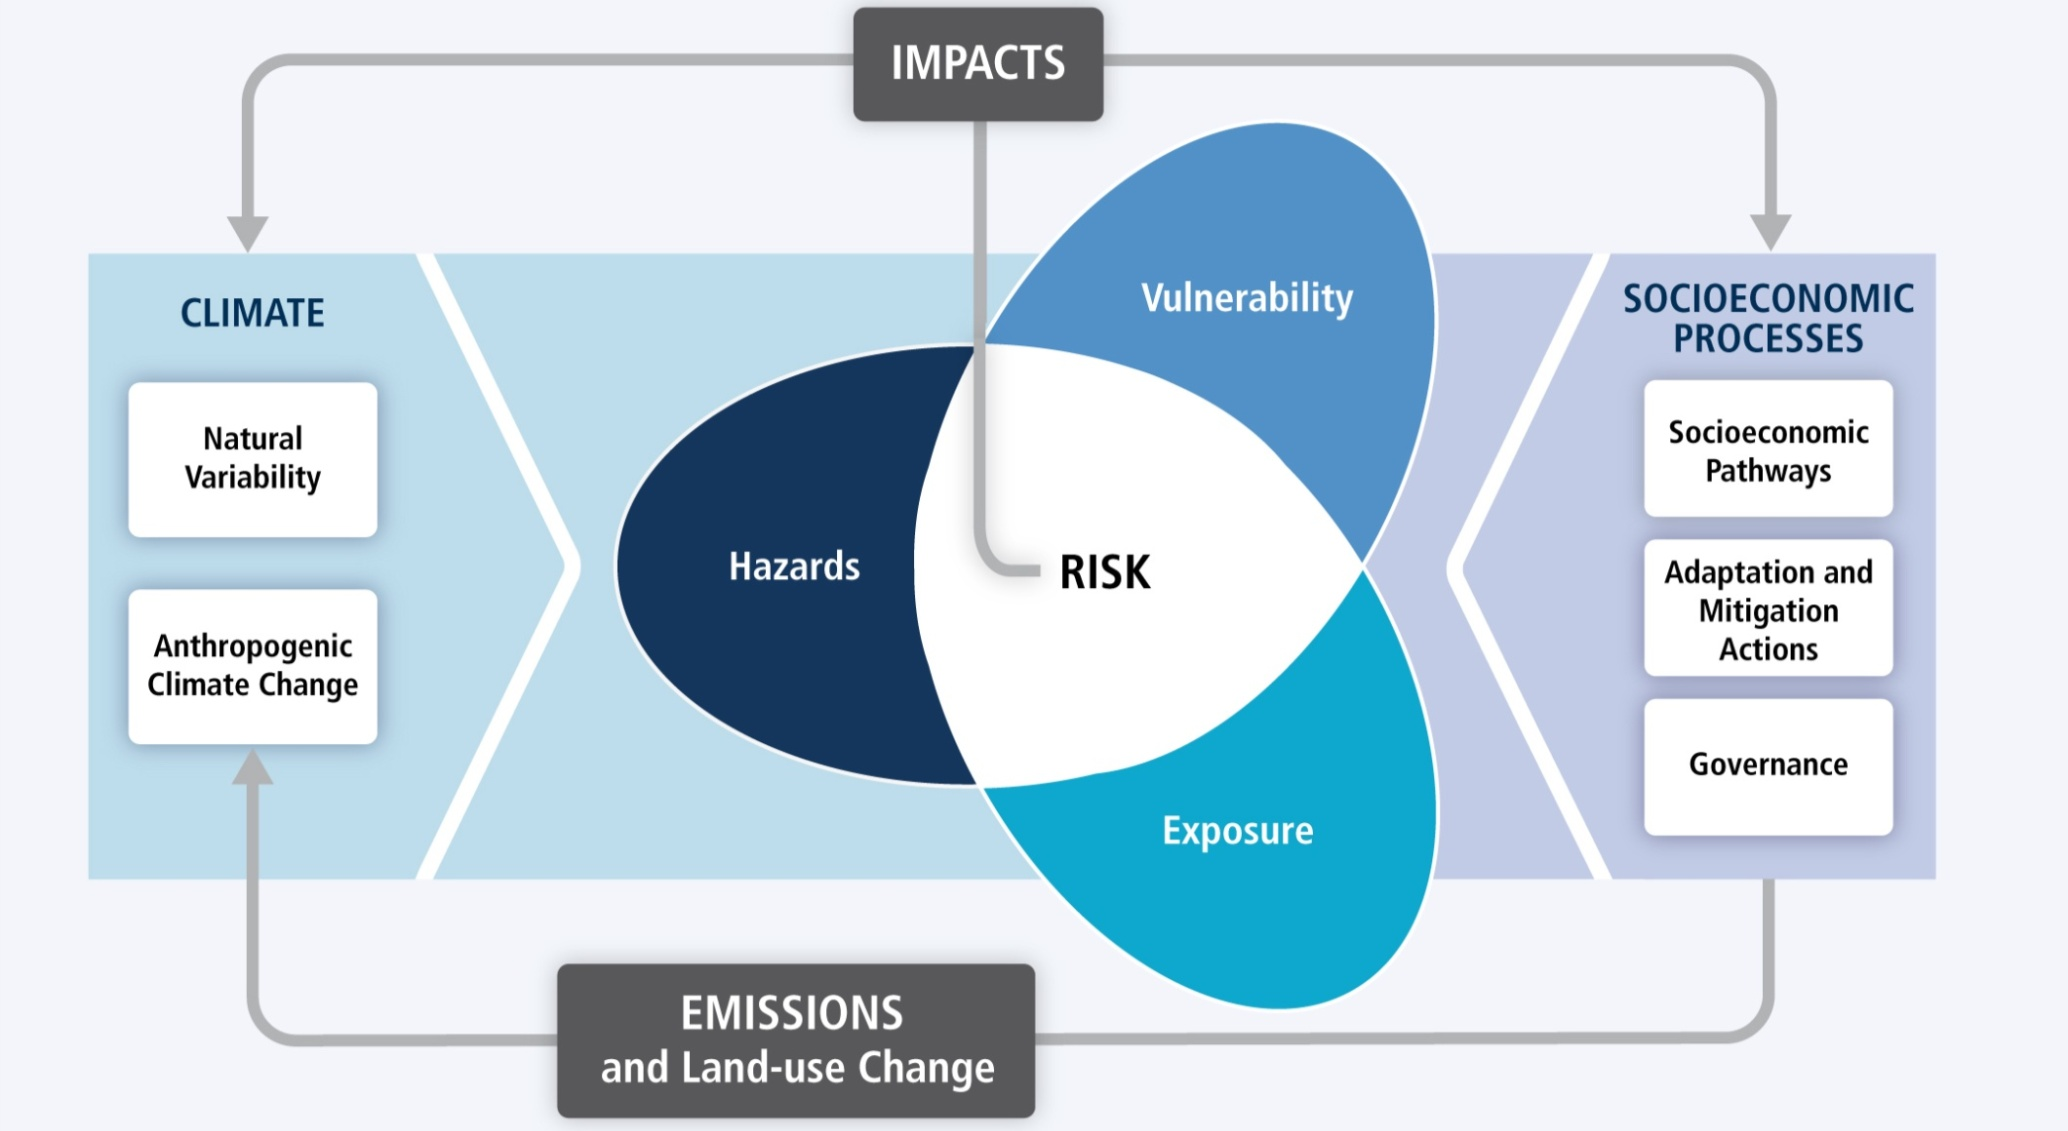 IMPACTS
CLIMATE
Natural
Variability
Anthropogenic
Climate Change
Vulnerability
Hazards
RISK
Exposure
SOCIOECONOMIC
PROCESSES
Socioeconomic
Pathways
Adaptation and
Mitigation
Actions
Governance
EMISSIONS
and Land-use Change